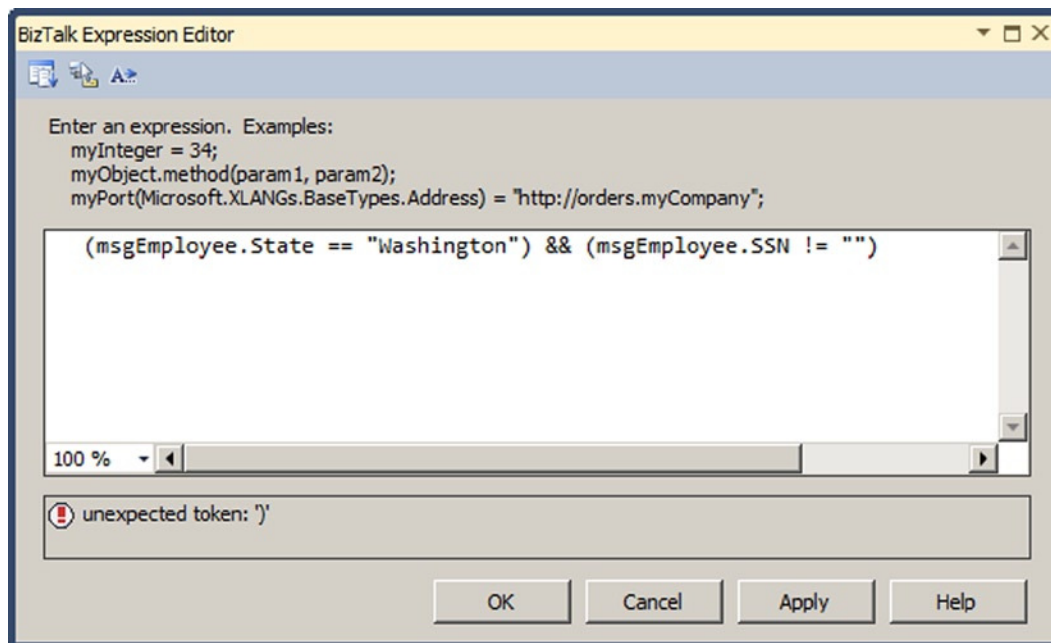 BizTalk Expression Editor
A
Enter an expression.  Examples:
myInteger = 34;
myObject.method(param1, param2);
myPort(Microsoft.XLANGs.BaseTypes.Address) = "http://orders.myCompany";
(msgEmployee.State == "Washington") && (msgEmployee.SSN != "")
100 %
unexpected token: ')'
OK Cancel Apply Help